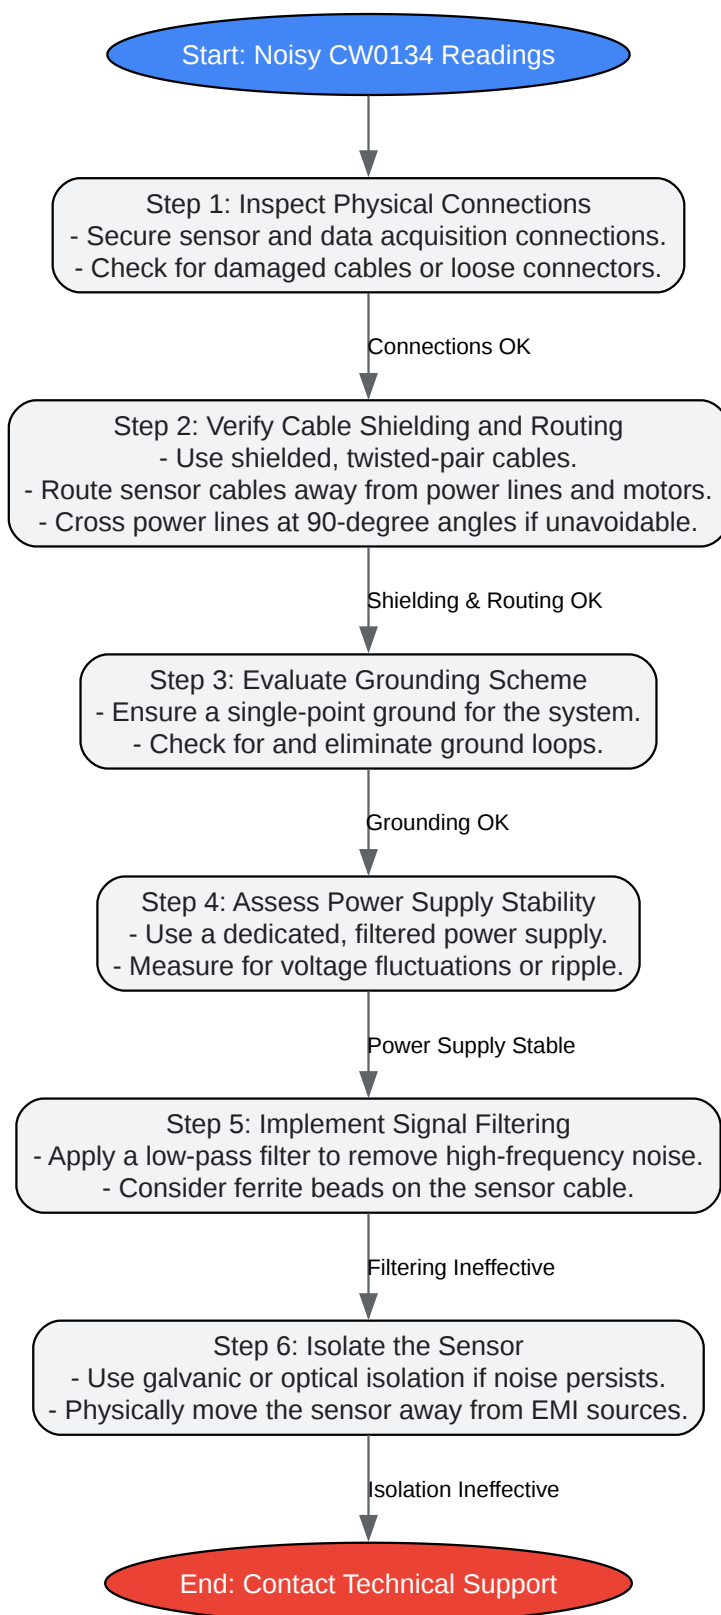 Start: Noisy CW0134 Readings
Step 1: Inspect Physical Connections
- Secure sensor and data acquisition connections.
- Check for damaged cables or loose connectors.
Connections OK
Step 2: Verify Cable Shielding and Routing
- Use shielded, twisted-pair cables.
- Route sensor cables away from power lines and motors.
- Cross power lines at 90-degree angles if unavoidable.
Shielding & Routing OK
Step 3: Evaluate Grounding Scheme
- Ensure a single-point ground for the system.
- Check for and eliminate ground loops.
Grounding OK
Step 4: Assess Power Supply Stability
- Use a dedicated, filtered power supply.
- Measure for voltage fluctuations or ripple.
Power Supply Stable
Step 5: Implement Signal Filtering
- Apply a low-pass filter to remove high-frequency noise.
- Consider ferrite beads on the sensor cable.
Filtering Ineffective
Step 6: Isolate the Sensor
- Use galvanic or optical isolation if noise persists.
- Physically move the sensor away from EMI sources.
Isolation Ineffective
End: Contact Technical Support